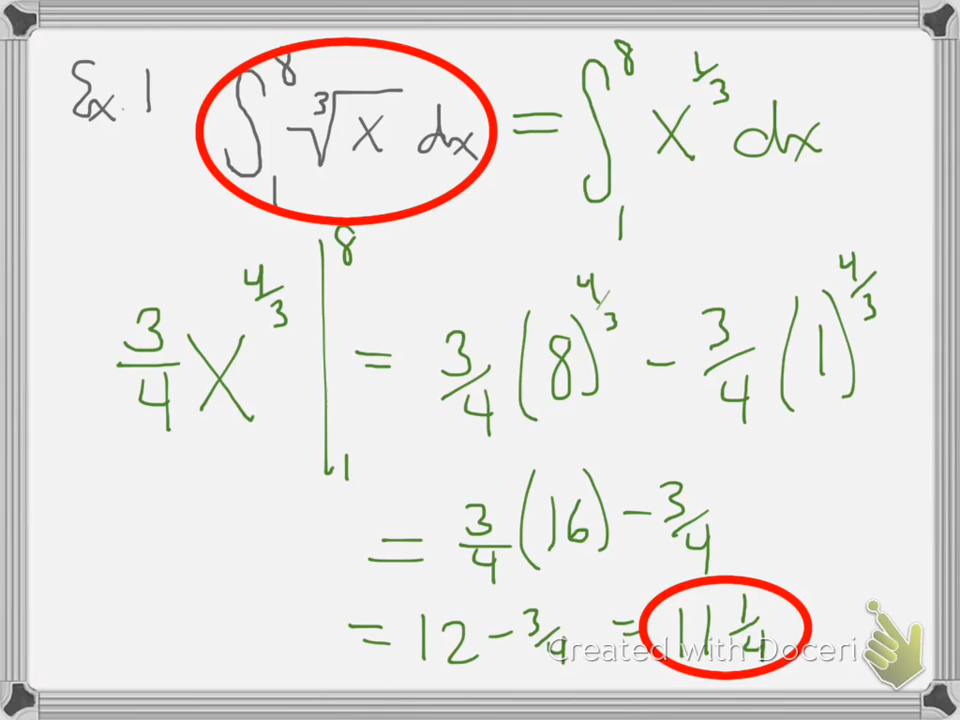 Ex. 1 ∫₁⁸ ∛x dx = ∫₁⁸ x^(1/3) dx
3/4 x^(4/3) |₁⁸ = 3/4 (8)^(4/3) - 3/4 (1)^(4/3)
= 3/4 (16) - 3/4
= 12 - 3/4 = 11 1/4
Created with Doceri